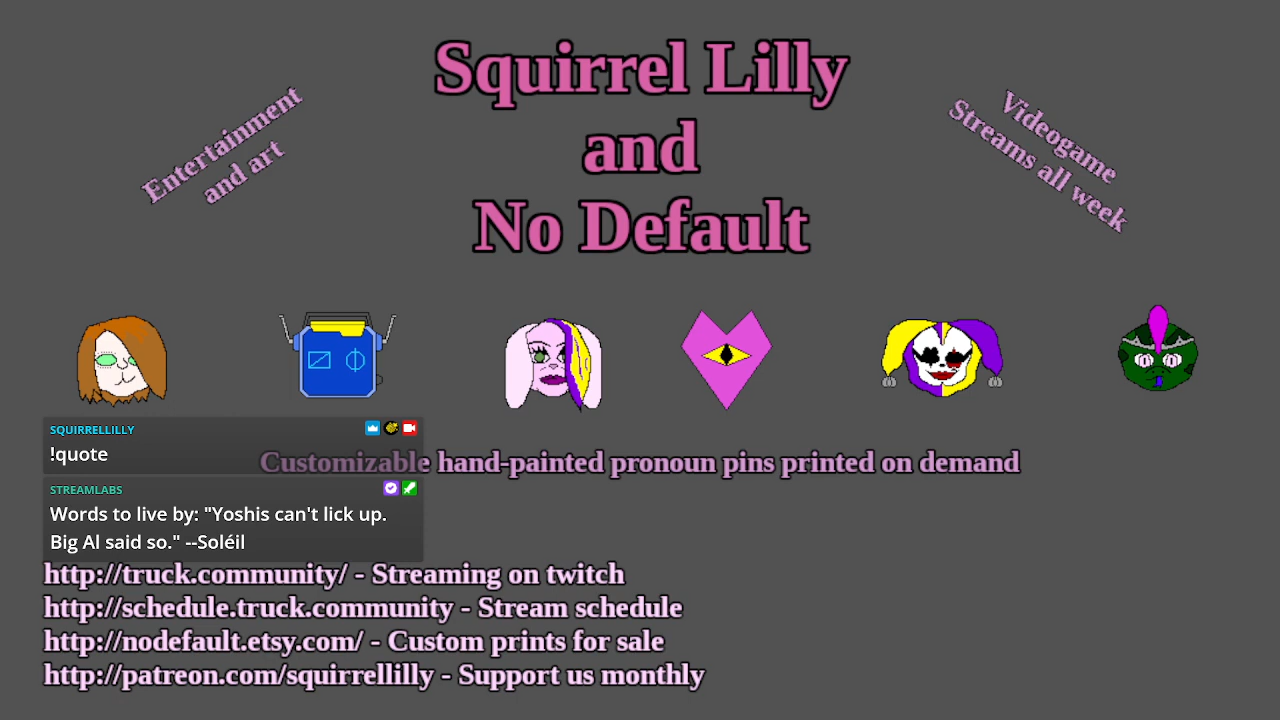 Squirrel Lilly
and
No Default
Entertainment
and art
Videogame
Streams all week
SQUIRRELLILLY
!quote
Customizable hand-painted pronoun pins printed on demand
STREAMLABS
Words to live by: "Yoshis can't lick up.
Big Al said so." --Soléil
http://truck.community/ - Streaming on twitch
http://schedule.truck.community - Stream schedule
http://nodefault.etsy.com/ - Custom prints for sale
http://patreon.com/squirrellilly - Support us monthly